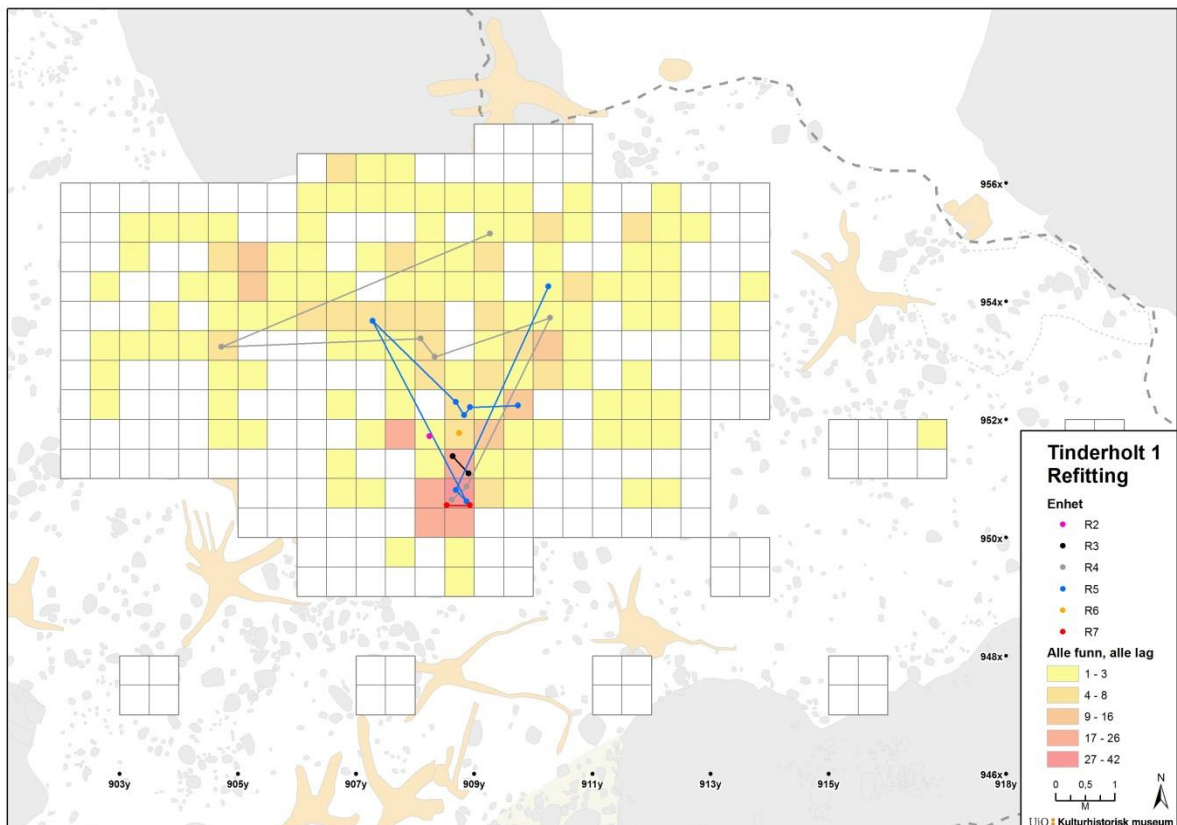 956x
954x
952x
950x
948x
903y
905y
907y
909y
911y
913y
915y
918y
946x
Tinderholt 1
Refitting
Enhet
R2
R3
R4
R5
R6
R7
Alle funn, alle lag
1 - 3
4 - 8
9 - 16
17 - 26
27 - 42
0 0,5 1
M
N
UiO Kulturhistorisk museum